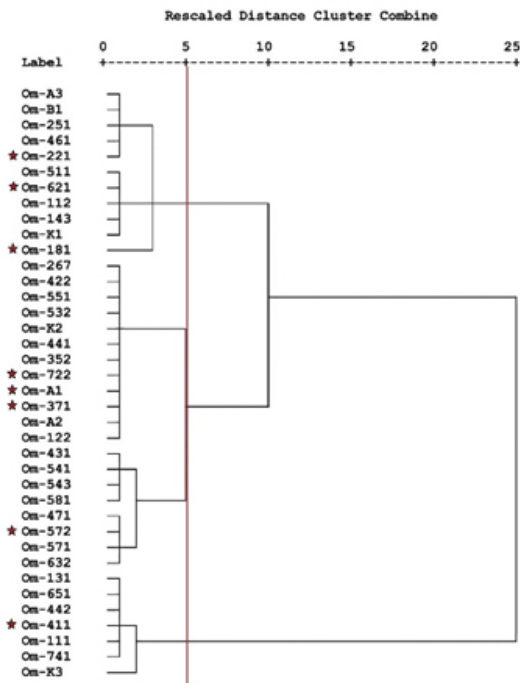 Rescaled Distance Cluster Combine
0 5 10 15 20 25
Label
Om-A3
Om-B1
Om-251
Om-461
Om-221
Om-511
Om-621
Om-112
Om-143
Om-K1
Om-181
Om-267
Om-422
Om-551
Om-532
Om-K2
Om-441
Om-352
Om-722
Om-A1
Om-371
Om-A2
Om-122
Om-431
Om-541
Om-543
Om-581
Om-471
Om-572
Om-571
Om-632
Om-131
Om-651
Om-442
Om-411
Om-111
Om-741
Om-K3